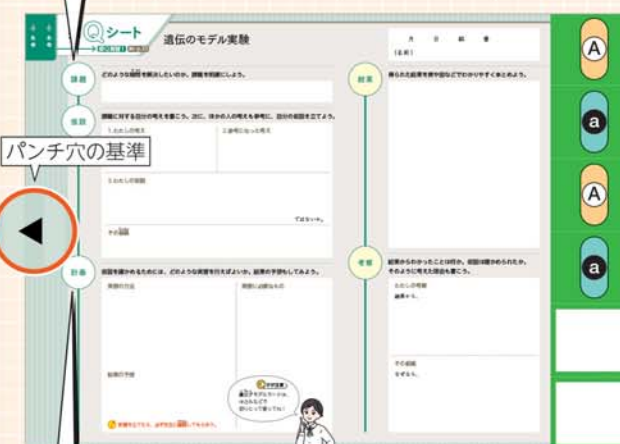 Qシート
遺伝のモデル実験
月 日 組 番
(名前)
課題
どのような疑問を解決したいのか、課題を明確にしよう。
仮説
課題に対する自分の考えを書こう。次に、ほかの人の考えも参考に、自分の仮説を立てよう。
1.わたしの考え
2.参考になった考え
3.わたしの仮説
ではないか。
その理由
計画
仮説を確かめるためには、どのような実習を行えばよいか。結果の予想もしてみよう。
実習の方法
実習に必要なもの
結果の予想
結果
得られた結果を表や図などでわかりやすくまとめよう。
考察
結果からわかったことは何か。仮説は確かめられたか。
そのように考えた理由も書こう。
わたしの考察
結果から、
その根拠
なぜなら、
パンチ穴の基準
A
a
A
a